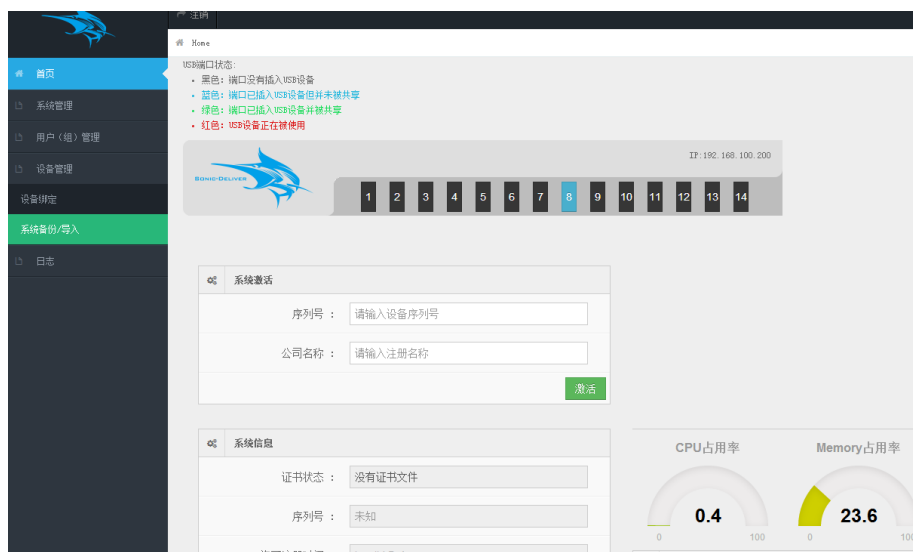 注销
Home
首页
系统管理
用户（组）管理
设备管理
设备绑定
系统备份/导入
日志
USB端口状态:
黑色: 端口没有插入USB设备
蓝色: 端口已插入USB设备但并未被共享
绿色: 端口已插入USB设备并被共享
红色: USB设备正在被使用
IP:192.168.100.200
SONIC-DELIVER
1 2 3 4 5 6 7 8 9 10 11 12 13 14
系统激活
序列号 : 请输入设备序列号
公司名称 : 请输入注册名称
激活
系统信息
证书状态 : 没有证书文件
序列号 : 未知
CPU占用率
0.4
0 100
Memory占用率
23.6
0